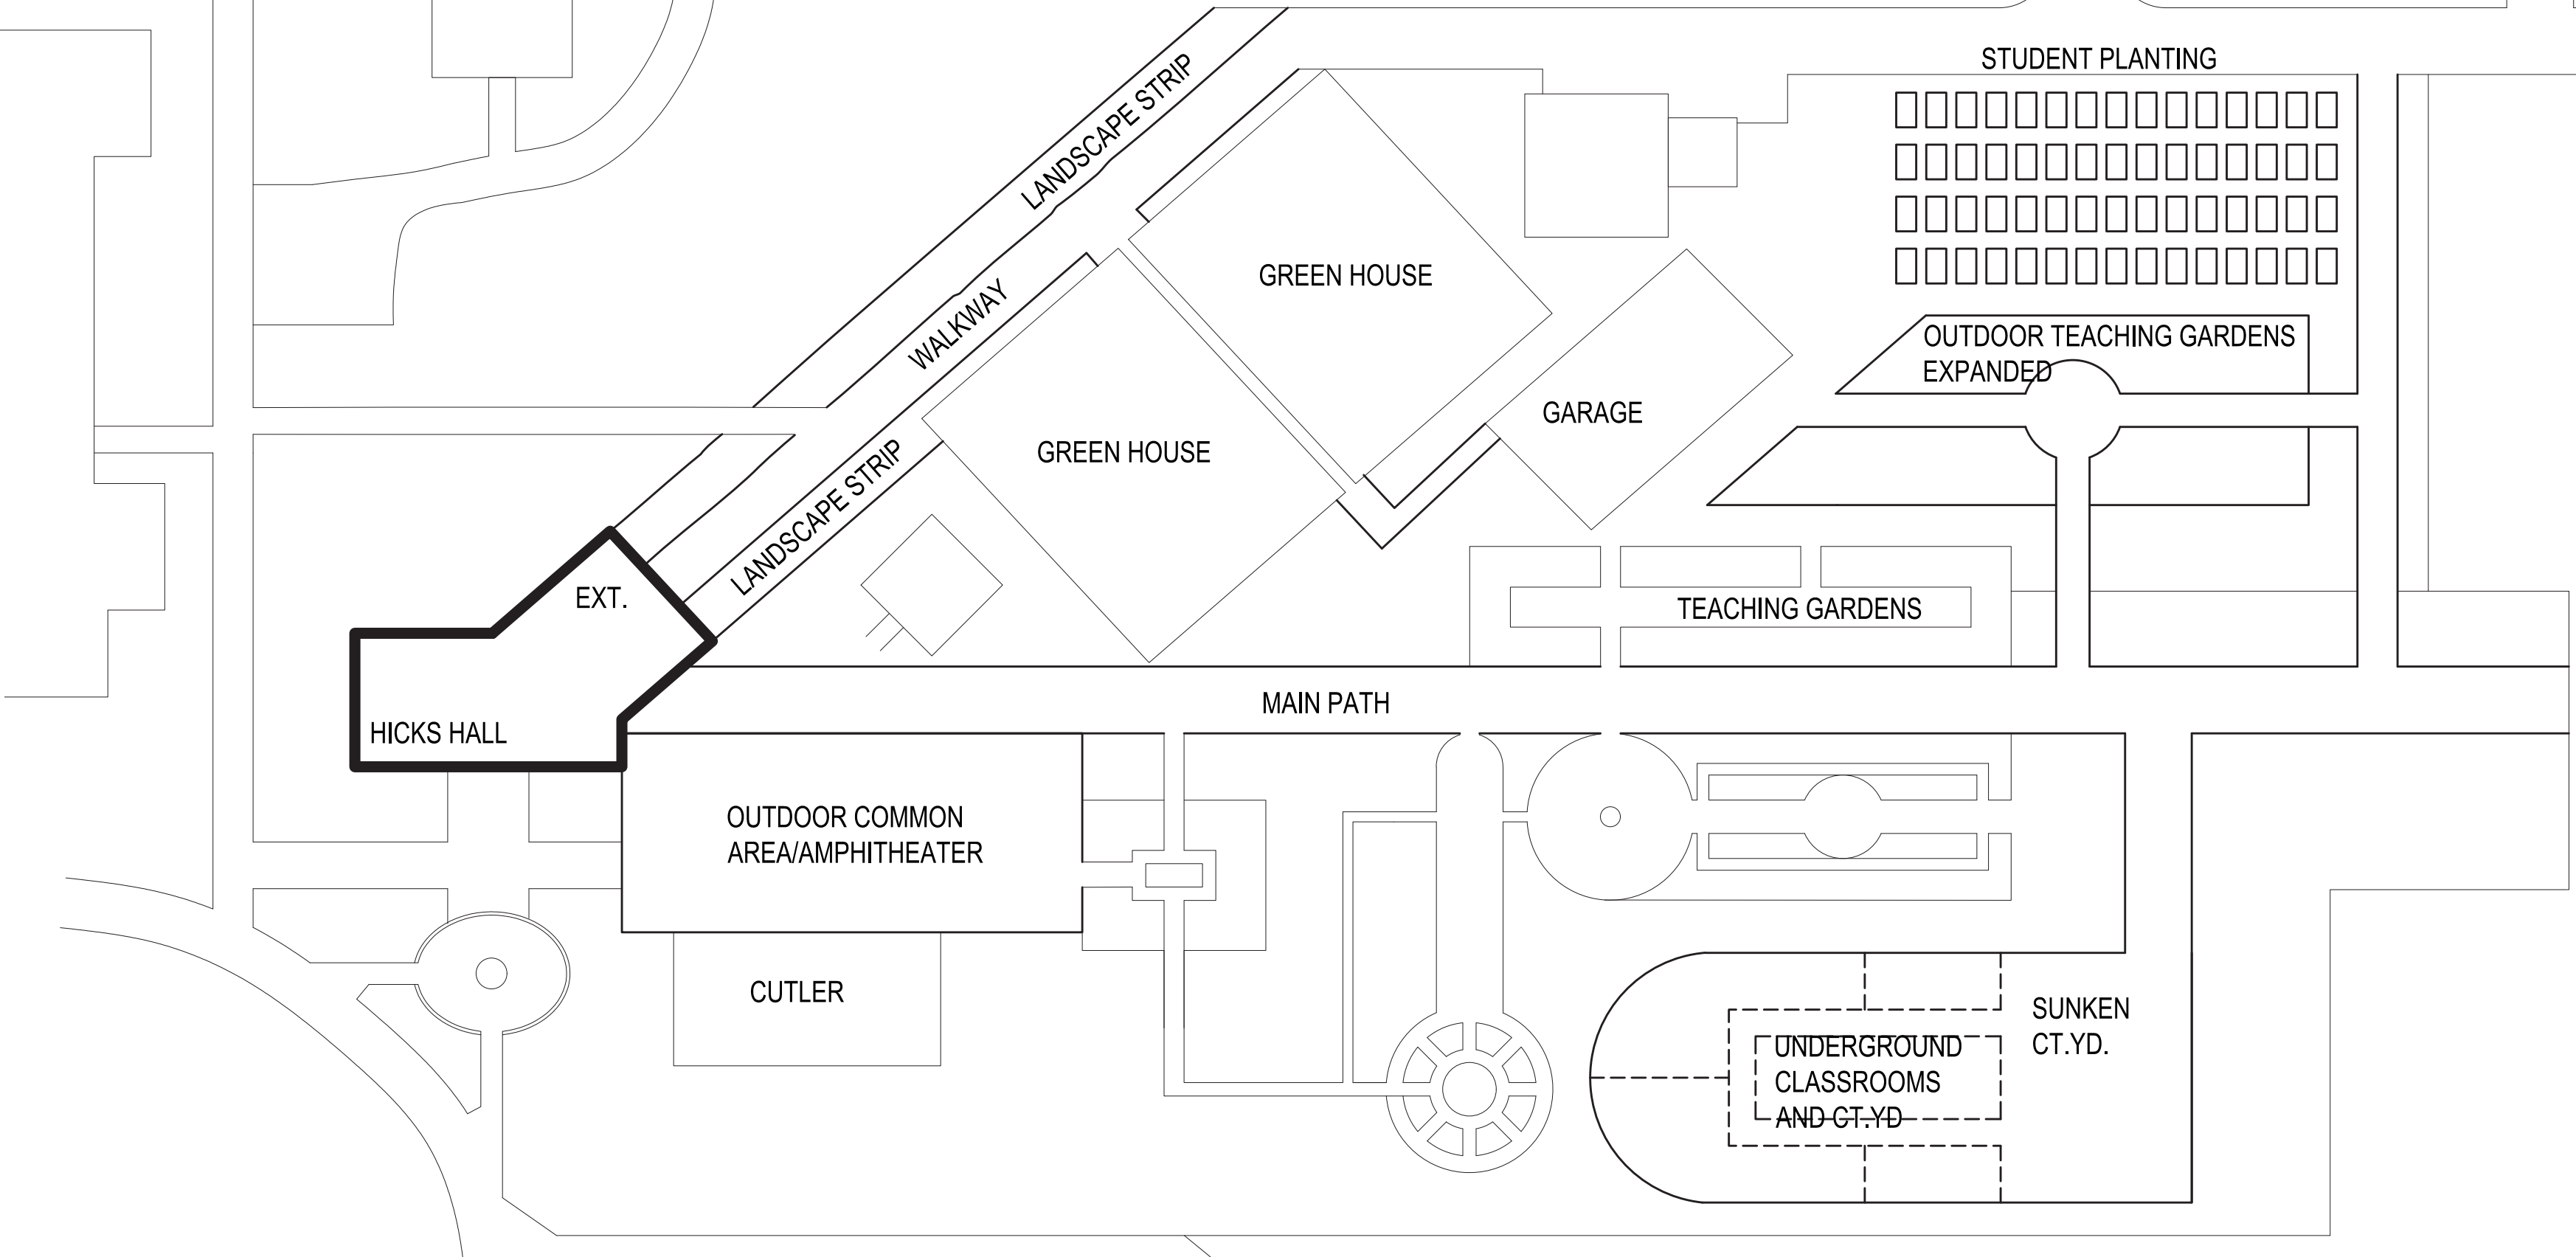 STUDENT PLANTING
LANDSCAPE STRIP
GREEN HOUSE
WALKWAY
OUTDOOR TEACHING GARDENS
EXPANDED
GARAGE
GREEN HOUSE
LANDSCAPE STRIP
EXT.
TEACHING GARDENS
MAIN PATH
HICKS HALL
OUTDOOR COMMON
AREA/AMPHITHEATER
CUTLER
SUNKEN
CT.YD.
UNDERGROUND
CLASSROOMS
AND CT.YD